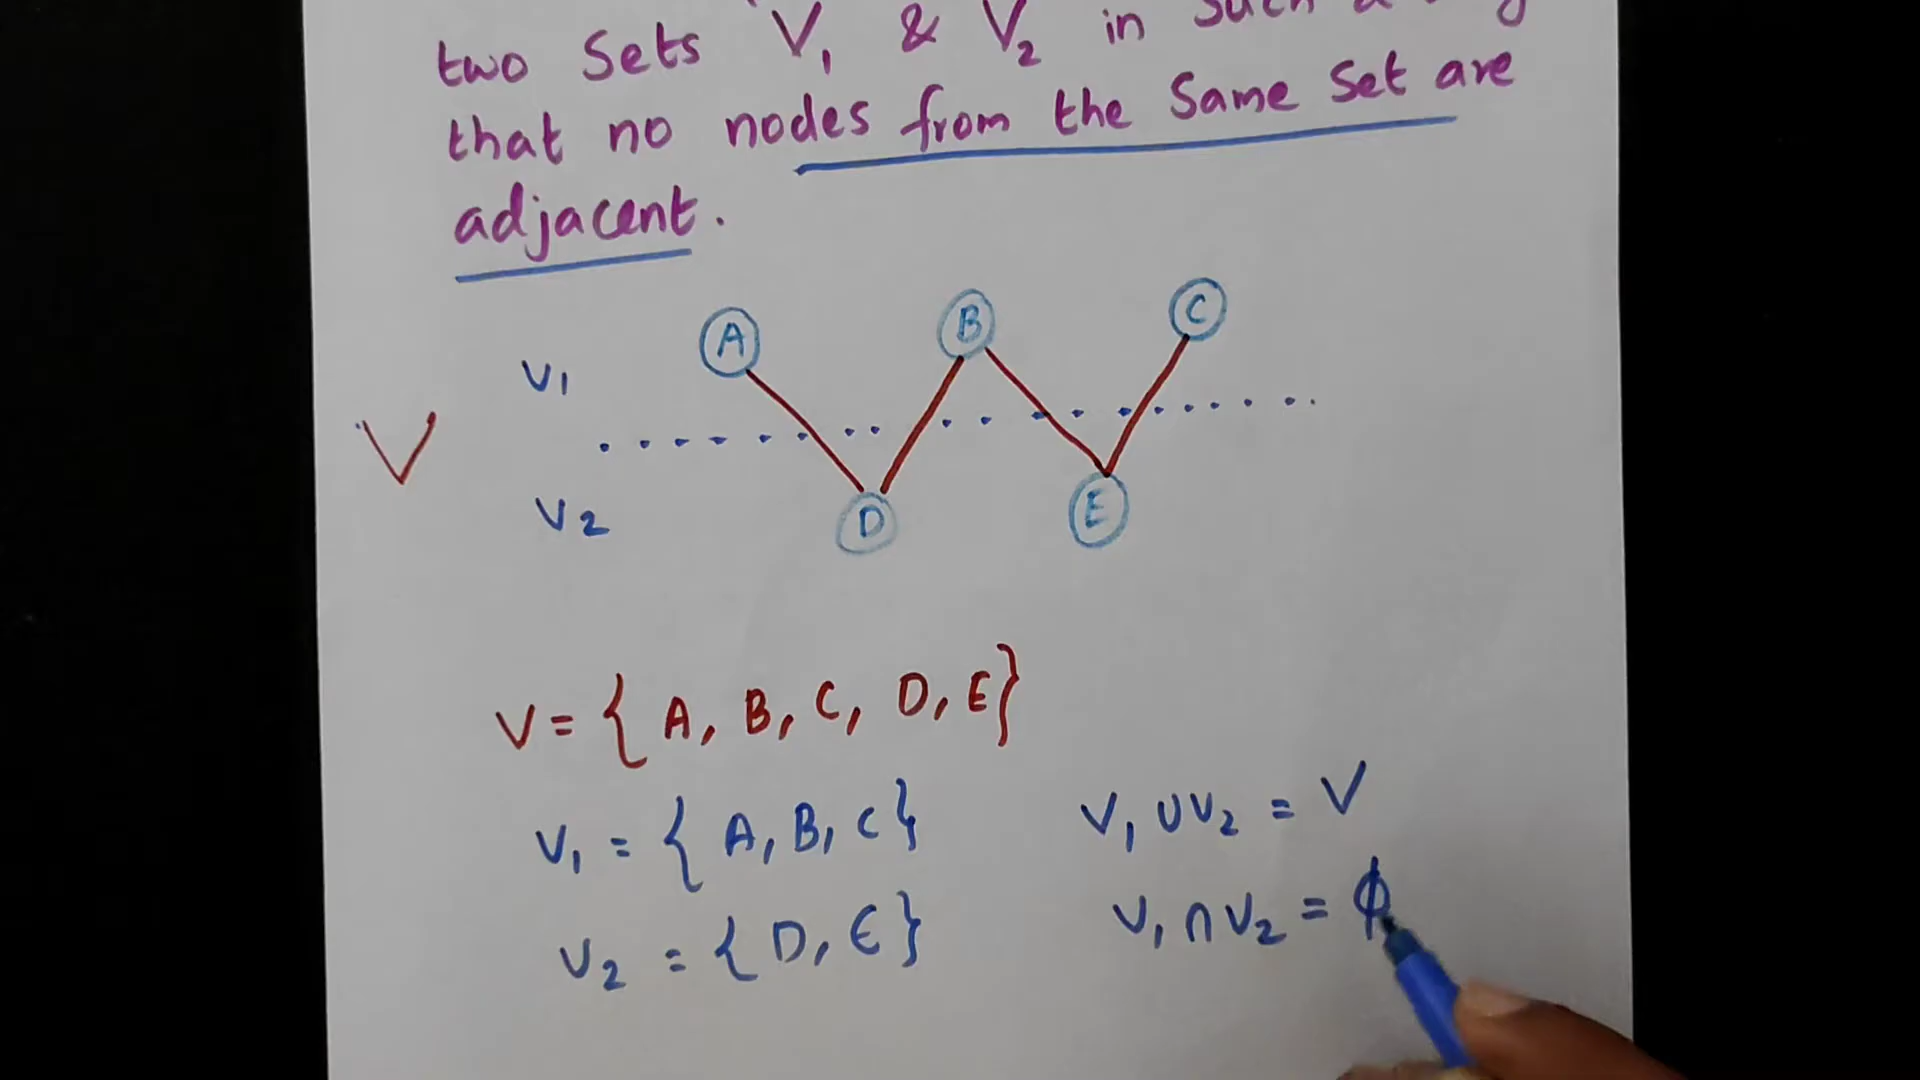 two Sets V1 & V2 in such a
that no nodes from the Same Set are
adjacent.
A B C
V1
V
V2
D E
V = { A, B, C, D, E}
V1 = { A, B, C}
V1 ∪ V2 = V
V2 = { D, E}
V1 ∩ V2 = ϕ